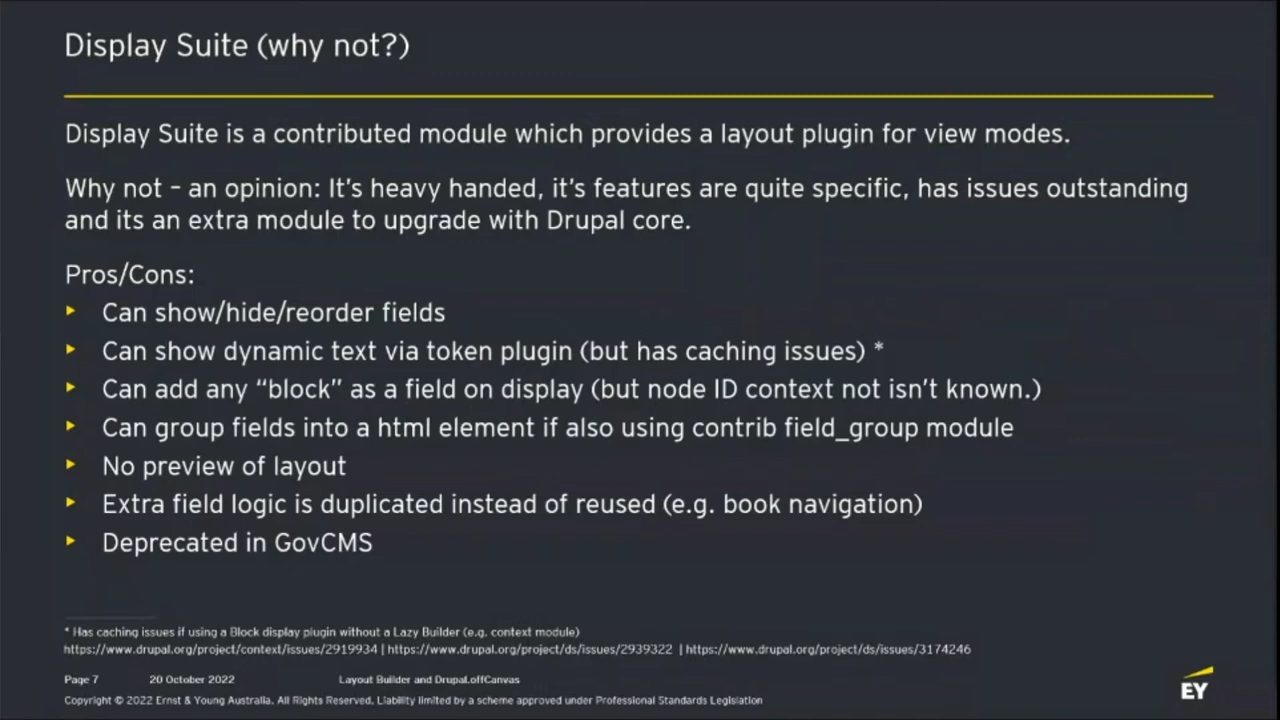 Display Suite (why not?)
Display Suite is a contributed module which provides a layout plugin for view modes.
Why not – an opinion: It's heavy handed, it's features are quite specific, has issues outstanding
and its an extra module to upgrade with Drupal core.
Pros/Cons:
Can show/hide/reorder fields
Can show dynamic text via token plugin (but has caching issues) *
Can add any “block” as a field on display (but node ID context not isn't known.)
Can group fields into a html element if also using contrib field_group module
No preview of layout
Extra field logic is duplicated instead of reused (e.g. book navigation)
Deprecated in GovCMS
* Has caching issues if using a Block display plugin without a Lazy Builder (e.g. context module)
https://www.drupal.org/project/context/issues/2919934 | https://www.drupal.org/project/ds/issues/2939322 | https://www.drupal.org/project/ds/issues/3174246
Page 7 20 October 2022 Layout Builder and Drupal.offCanvas
Copyright © 2022 Ernst & Young Australia. All Rights Reserved. Liability limited by a scheme approved under Professional Standards Legislation
EY